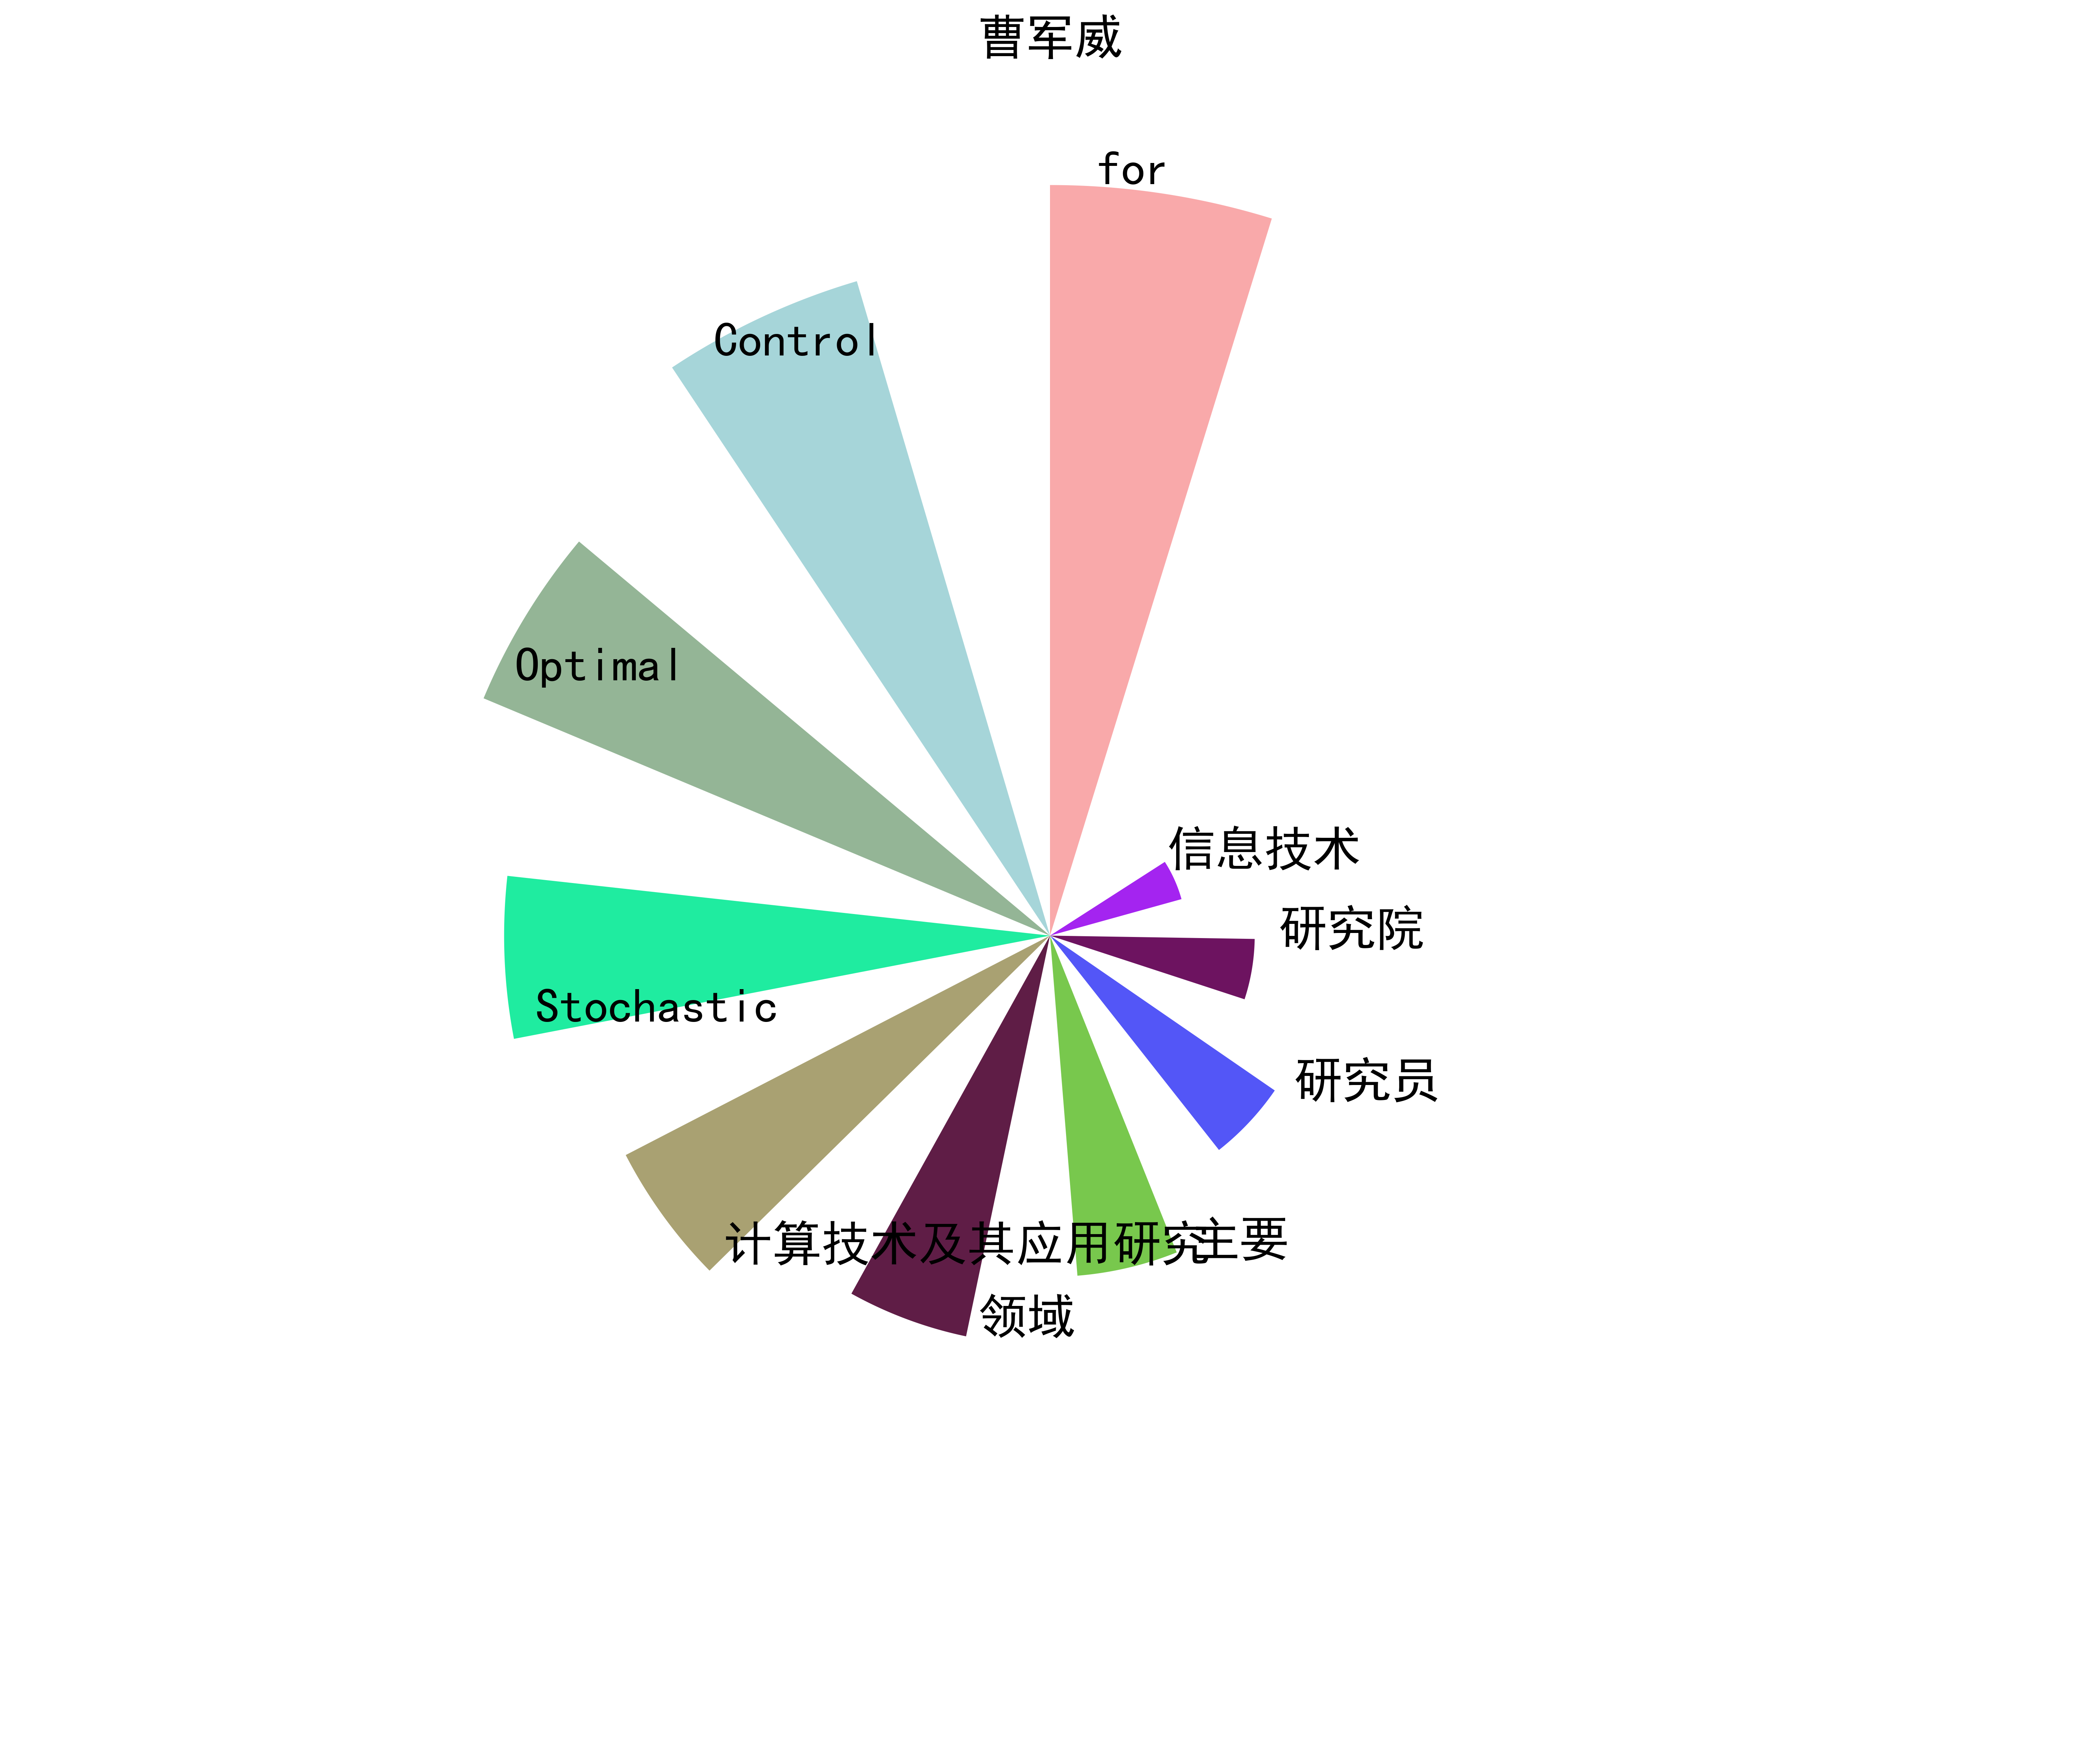 曹军威
for
Control
Optimal
信息技术
研究院
Stochastic
研究员
计算技术及其应用研究
主要
领域